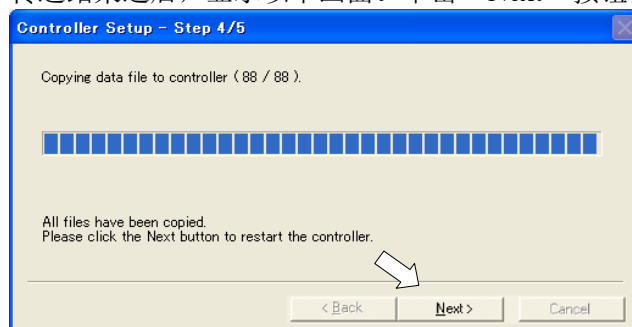 Controller Setup - Step 4/5
Copying data file to controller ( 88 / 88 ).
All files have been copied.
Please click the Next button to restart the controller.
< Back
Next >
Cancel